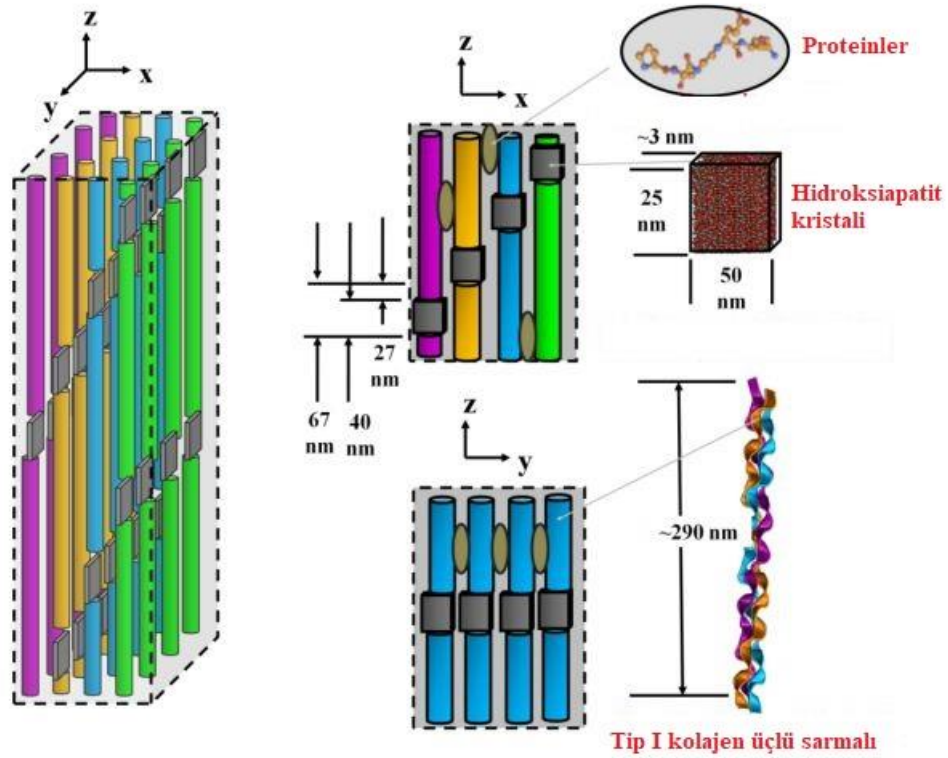 z
x
y
z
x
Proteinler
~3 nm
25
nm
50
nm
Hidroksiapatit
kristali
27
nm
67
nm
40
nm
z
y
~290 nm
Tip I kolajen üçlü sarmalı